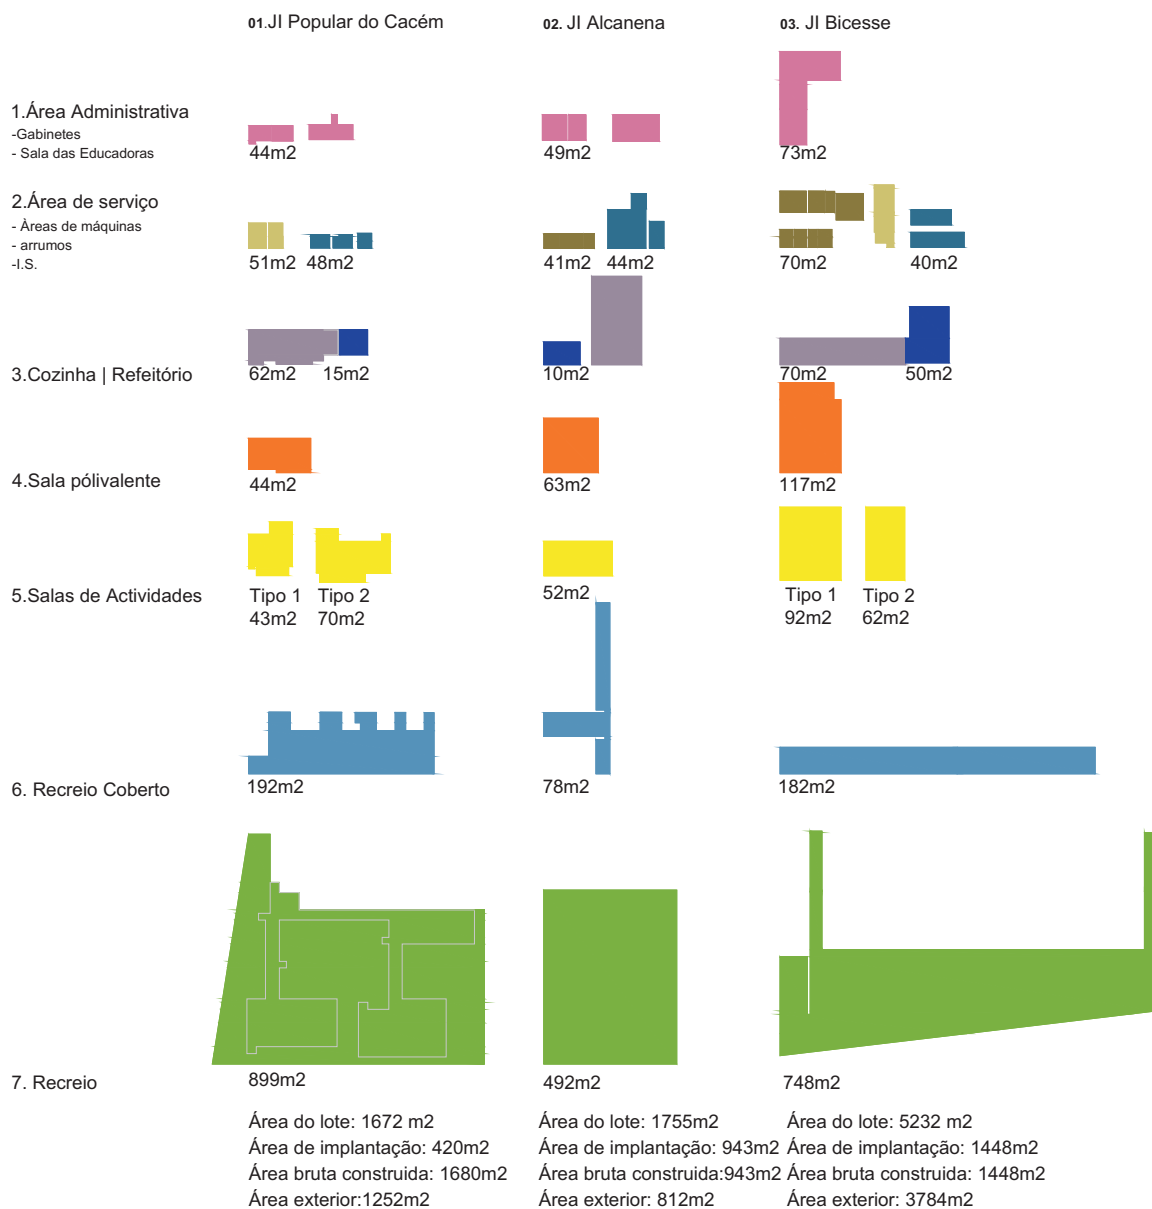 01.JI Popular do Cacém
02. JI Alcanena
03. JI Bicesse
1.Área Administrativa
-Gabinetes
- Sala das Educadoras
44m2
49m2
73m2
2.Área de serviço
- Àreas de máquinas
- arrumos
-I.S.
51m2
48m2
41m2
44m2
70m2
40m2
3.Cozinha | Refeitório
62m2
15m2
10m2
70m2
50m2
4.Sala pólivalente
44m2
63m2
117m2
5.Salas de Actividades
Tipo 1
43m2
Tipo 2
70m2
52m2
Tipo 1
92m2
Tipo 2
62m2
6. Recreio Coberto
192m2
78m2
182m2
7. Recreio
899m2
492m2
748m2
Área do lote: 1672 m2
Área de implantação: 420m2
Área bruta construida: 1680m2
Área exterior:1252m2
Área do lote: 1755m2
Área de implantação: 943m2
Área bruta construida:943m2
Área exterior: 812m2
Área do lote: 5232 m2
Área de implantação: 1448m2
Área bruta construida: 1448m2
Área exterior: 3784m2